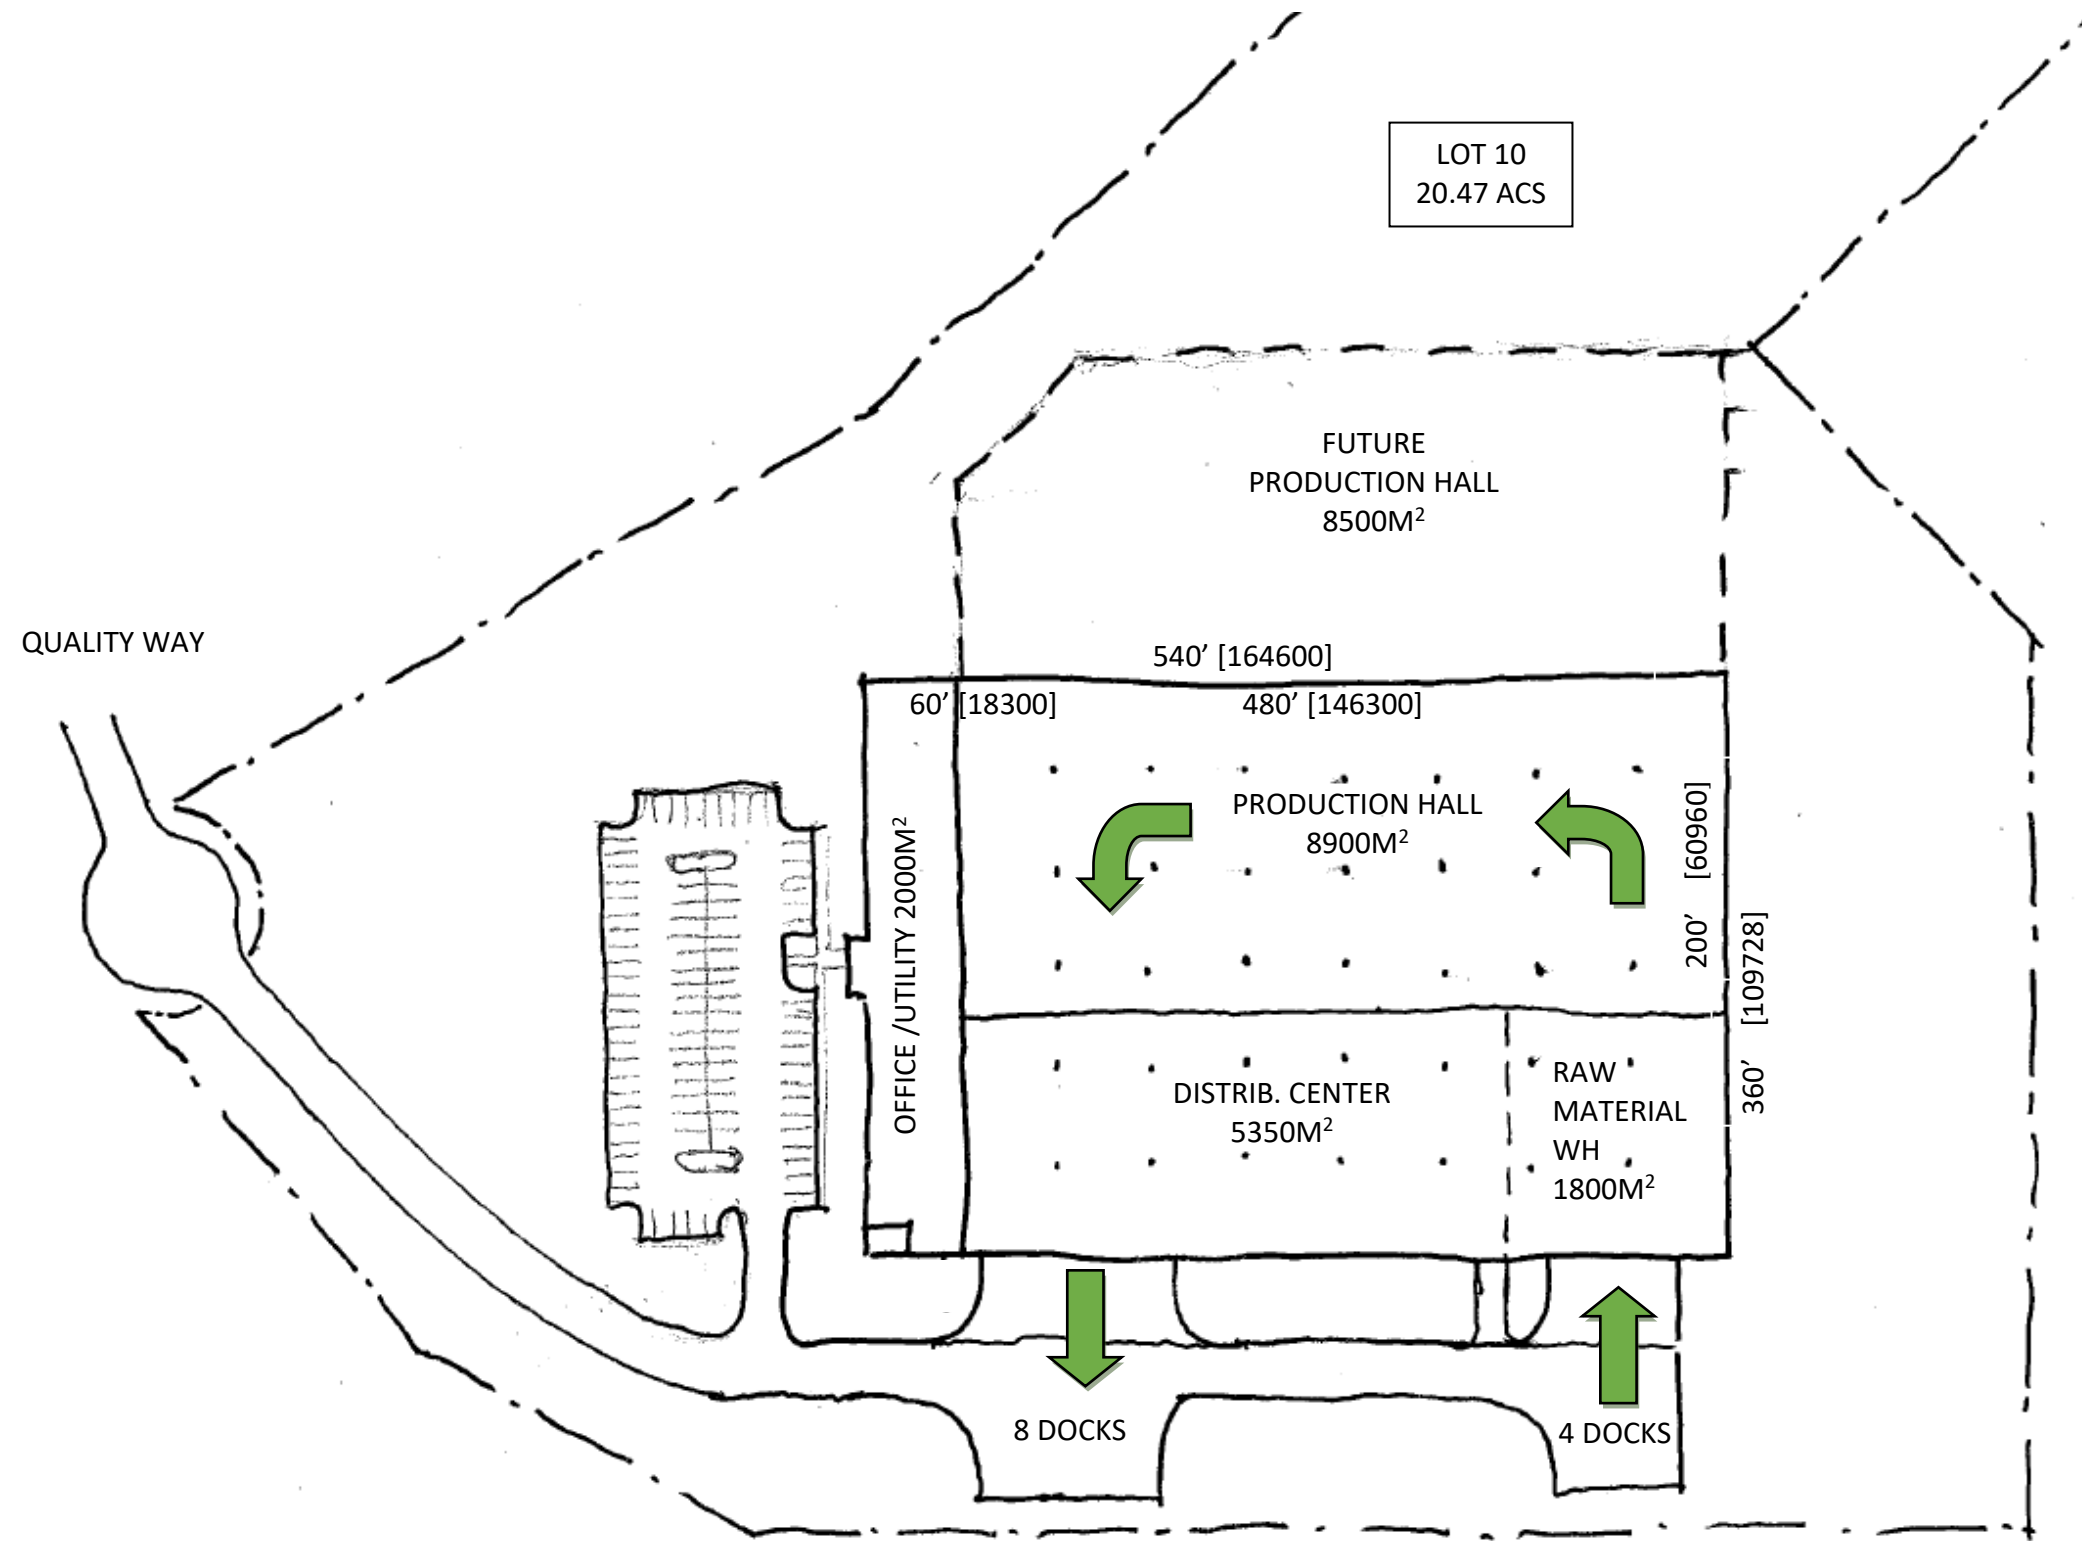 LOT 10
20.47 ACS
FUTURE
PRODUCTION HALL
8500M²
QUALITY WAY
540’ [164600]
60’ [18300]
480’ [146300]
PRODUCTION HALL
8900M²
200’ [60960]
360’ [109728]
OFFICE /UTILITY 2000M²
DISTRIB. CENTER
5350M²
RAW
MATERIAL
WH
1800M²
8 DOCKS
4 DOCKS